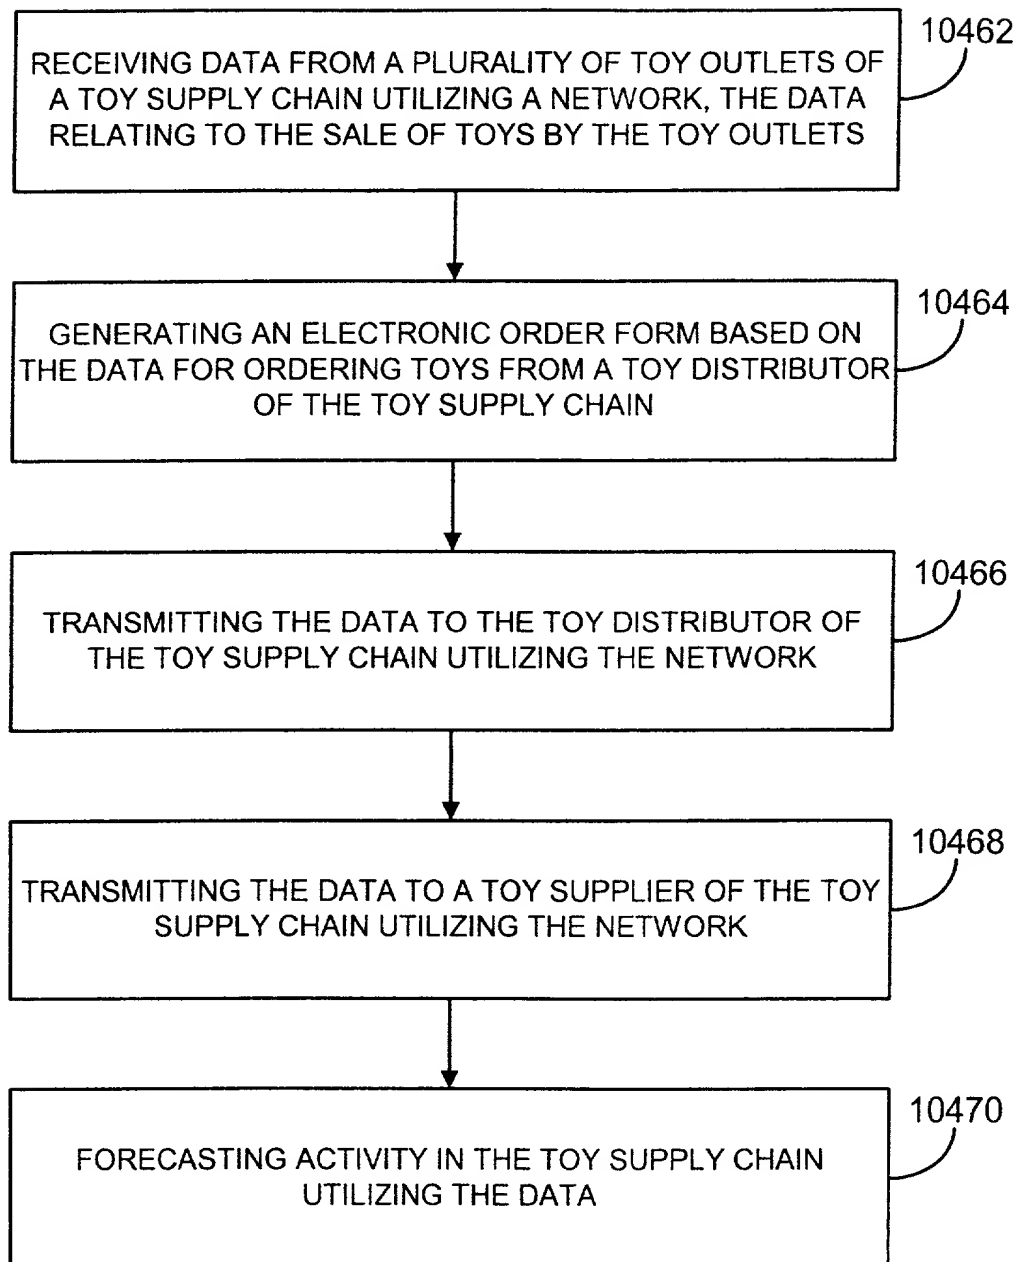 10462
RECEIVING DATA FROM A PLURALITY OF TOY OUTLETS OF
A TOY SUPPLY CHAIN UTILIZING A NETWORK, THE DATA
RELATING TO THE SALE OF TOYS BY THE TOY OUTLETS
10464
GENERATING AN ELECTRONIC ORDER FORM BASED ON
THE DATA FOR ORDERING TOYS FROM A TOY DISTRIBUTOR
OF THE TOY SUPPLY CHAIN
10466
TRANSMITTING THE DATA TO THE TOY DISTRIBUTOR OF
THE TOY SUPPLY CHAIN UTILIZING THE NETWORK
10468
TRANSMITTING THE DATA TO A TOY SUPPLIER OF THE TOY
SUPPLY CHAIN UTILIZING THE NETWORK
10470
FORECASTING ACTIVITY IN THE TOY SUPPLY CHAIN
UTILIZING THE DATA